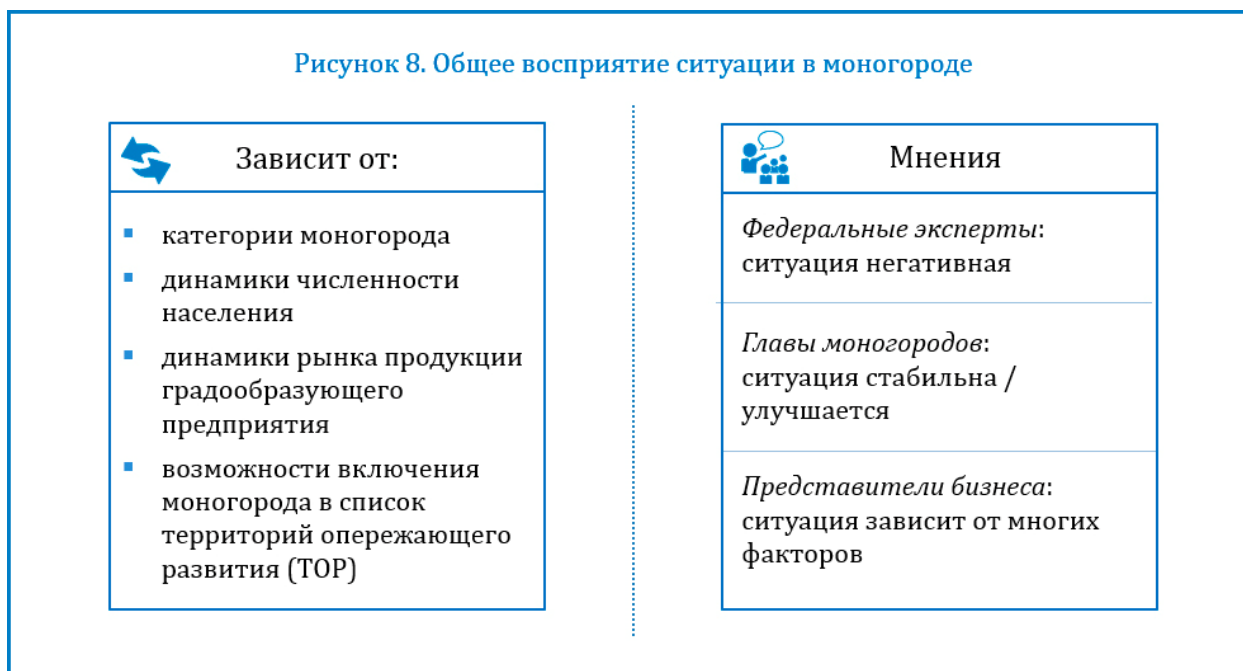 Рисунок 8. Общее восприятие ситуации в моногороде
Зависит от:
▪ категории моногорода
▪ динамики численности
населения
▪ динамики рынка продукции
градообразующего
предприятия
▪ возможности включения
моногорода в список
территорий опережающего
развития (ТОР)
Мнения
Федеральные эксперты:
ситуация негативная
Главы моногородов:
ситуация стабильна /
улучшается
Представители бизнеса:
ситуация зависит от многих
факторов